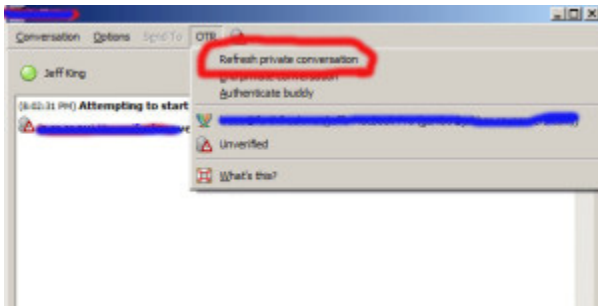 Conversation Options Send To OTR
Refresh private conversation
End private conversation
Jeff King
Authenticate buddy
(8:02:31 PM) Attempting to start
Unverified
What's this?